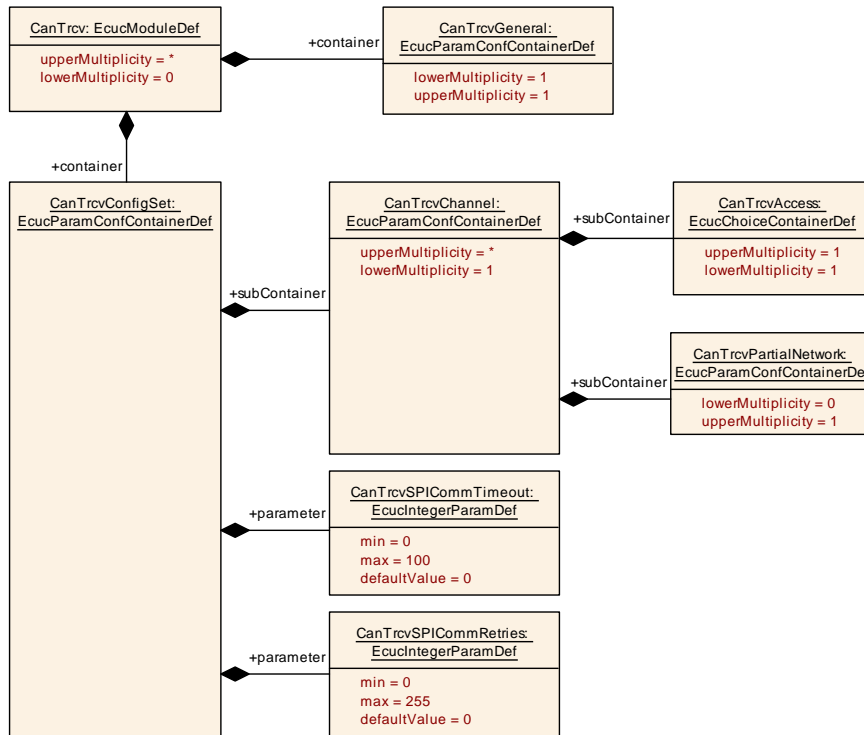 CanTrcv: EcucModuleDef
upperMultiplicity = *
lowerMultiplicity = 0
+container
CanTrcvGeneral:
EcucParamConfContainerDef
lowerMultiplicity = 1
upperMultiplicity = 1
+container
CanTrcvConfigSet:
EcucParamConfContainerDef
+subContainer
CanTrcvChannel:
EcucParamConfContainerDef
upperMultiplicity = *
lowerMultiplicity = 1
+subContainer
CanTrcvAccess:
EcucChoiceContainerDef
upperMultiplicity = 1
lowerMultiplicity = 1
+subContainer
CanTrcvPartialNetwork:
EcucParamConfContainerDe
lowerMultiplicity = 0
upperMultiplicity = 1
+parameter
CanTrcvSPICommTimeout:
EcucIntegerParamDef
min = 0
max = 100
defaultValue = 0
+parameter
CanTrcvSPICommRetries:
EcucIntegerParamDef
min = 0
max = 255
defaultValue = 0